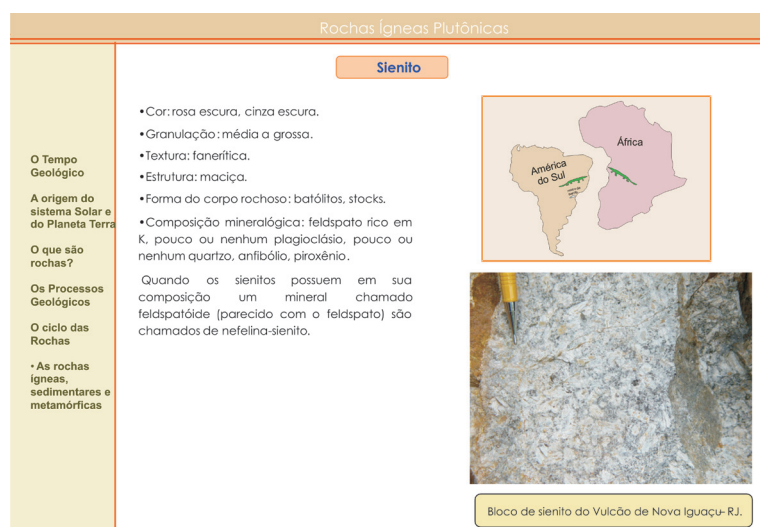 Rochas Ígneas Plutônicas
Sienito
O Tempo
Geológico
A origem do
sistema Solar e
do Planeta Terra
O que são
rochas?
Os Processos
Geológicos
O ciclo das
Rochas
• As rochas
ígneas,
sedimentares e
metamórficas
•Cor: rosa escura, cinza escura.
•Granulação: média a grossa.
•Textura: fanerítica.
•Estrutura: maciça.
•Forma do corpo rochoso: batólitos, stocks.
•Composição mineralógica: feldspato rico em
K, pouco ou nenhum plagioclásio, pouco ou
nenhum quartzo, anfibólio, piroxênio.
Quando os sienitos possuem em sua
composição um mineral chamado
feldspatóide (parecido com o feldspato) são
chamados de nefelina-sienito.
América
do Sul
África
Bloco de sienito do Vulcão de Nova Iguaçu- RJ.